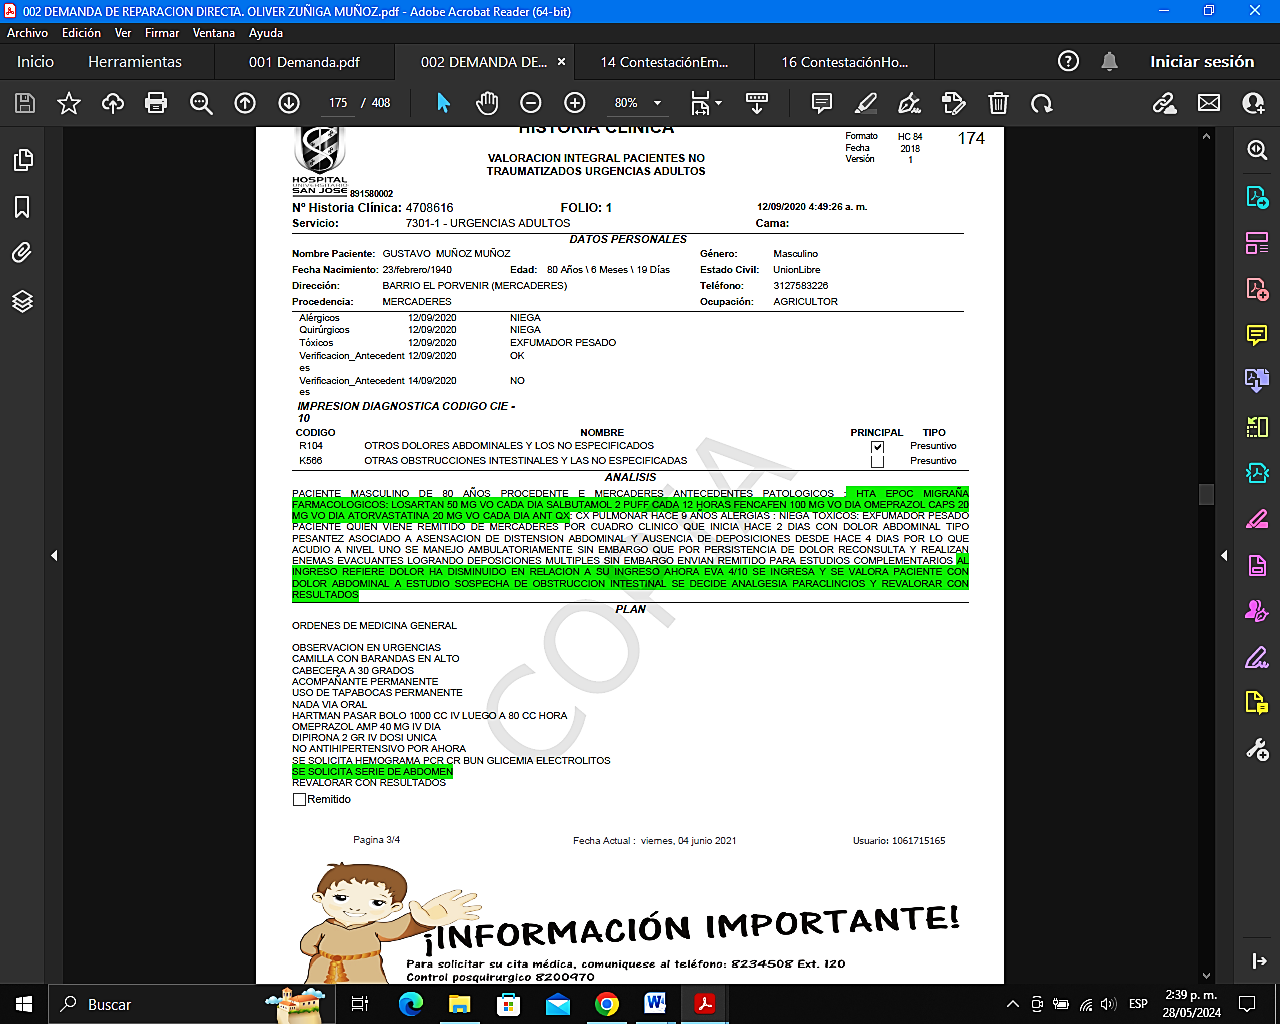 002 DEMANDA DE REPARACION DIRECTA. OLIVER ZUÑIGA MUÑOZ.pdf - Adobe Acrobat Reader (64-bit)
Archivo Edición Ver Firmar Ventana Ayuda
Inicio Herramientas 001 Demanda.pdf 002 DEMANDA DE... × 14 ContestaciónEm... 16 ContestaciónHo... Iniciar sesión
175 / 408 80%
HISTORIA CLINICA
Formato HC 84
Fecha 2018
Versión 1
174
VALORACION INTEGRAL PACIENTES NO
TRAUMATIZADOS URGENCIAS ADULTOS
HOSPITAL
UNIVERSITARIO
SAN JOSE 891580002
Nº Historia Clínica: 4708616 FOLIO: 1 12/09/2020 4:49:26 a. m.
Servicio: 7301-1 - URGENCIAS ADULTOS Cama:
DATOS PERSONALES
Nombre Paciente: GUSTAVO MUÑOZ MUÑOZ Género: Masculino
Fecha Nacimiento: 23/febrero/1940 Edad: 80 Años \ 6 Meses \ 19 Días Estado Civil: UnionLibre
Dirección: BARRIO EL PORVENIR (MERCADERES) Teléfono: 3127583226
Procedencia: MERCADERES Ocupación: AGRICULTOR
Alérgicos 12/09/2020 NIEGA
Quirúrgicos 12/09/2020 NIEGA
Tóxicos 12/09/2020 EXFUMADOR PESADO
Verificacion_Antecedent 12/09/2020 OK
es
Verificacion_Antecedent 14/09/2020 NO
es
IMPRESION DIAGNOSTICA CODIGO CIE -
10
CODIGO NOMBRE PRINCIPAL TIPO
R104 OTROS DOLORES ABDOMINALES Y LOS NO ESPECIFICADOS Presuntivo
K566 OTRAS OBSTRUCCIONES INTESTINALES Y LAS NO ESPECIFICADAS Presuntivo
ANALISIS
PACIENTE MASCULINO DE 80 AÑOS PROCEDENTE E MERCADERES ANTECEDENTES PATOLOGICOS : HTA EPOC MIGRAÑA
FARMACOLOGICOS: LOSARTAN 50 MG VO CADA DIA SALBUTAMOL 2 PUFF CADA 12 HORAS FENCAFEN 100 MG VO DIA OMEPRAZOL CAPS 20
MG VO DIA ATORVASTATINA 20 MG VO CADA DIA ANT QX: CX PULMONAR HACE 9 AÑOS ALERGIAS : NIEGA TOXICOS: EXFUMADOR PESADO
PACIENTE QUIEN VIENE REMITIDO DE MERCADERES POR CUADRO CLINICO QUE INICIA HACE 2 DIAS CON DOLOR ABDOMINAL TIPO
PESANTEZ ASOCIADO A ASENSACION DE DISTENSION ABDOMINAL Y AUSENCIA DE DEPOSICIONES DESDE HACE 4 DIAS POR LO QUE
ACUDIO A NIVEL UNO SE MANEJO AMBULATORIAMENTE SIN EMBARGO QUE POR PERSISTENCIA DE DOLOR RECONSULTA Y REALIZAN
ENEMAS EVACUANTES LOGRANDO DEPOSICIONES MULTIPLES SIN EMBARGO ENVIAN REMITIDO PARA ESTUDIOS COMPLEMENTARIOS AL
INGRESO REFIERE DOLOR HA DISMINUIDO EN RELACION A SU INGRESO AHORA EVA 4/10 SE INGRESA Y SE VALORA PACIENTE CON
DOLOR ABDOMINAL A ESTUDIO SOSPECHA DE OBSTRUCCION INTESTINAL SE DECIDE ANALGESIA PARACLINCIOS Y REVALORAR CON
RESULTADOS
PLAN
ORDENES DE MEDICINA GENERAL
OBSERVACION EN URGENCIAS
CAMILLA CON BARANDAS EN ALTO
CABECERA A 30 GRADOS
ACOMPAÑANTE PERMANENTE
USO DE TAPABOCAS PERMANENTE
NADA VIA ORAL
HARTMAN PASAR BOLO 1000 CC IV LUEGO A 80 CC HORA
OMEPRAZOL AMP 40 MG IV DIA
DIPIRONA 2 GR IV DOSI UNICA
NO ANTIHIPERTENSIVO POR AHORA
SE SOLICITA HEMOGRAMA PCR CR BUN GLICEMIA ELECTROLITOS
SE SOLICITA SERIE DE ABDOMEN
REVALORAR CON RESULTADOS
Remitido
COPIA
Pagina 3/4 Fecha Actual : viernes, 04 junio 2021 Usuario: 1061715165
¡INFORMACIÓN IMPORTANTE!
Para solicitar su cita médica, comuniquese al teléfono: 8234508 Ext. 120
Control posquirurgico 8200970
Buscar ESP 2:39 p. m.
28/05/2024